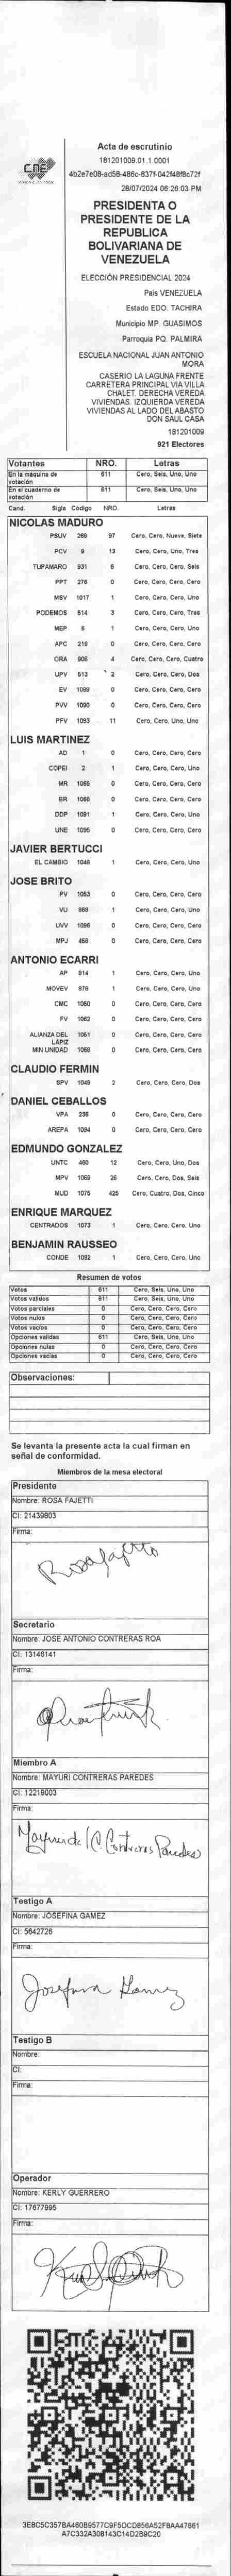 CNE
Acta de escrutinio
181201009.01.1.0001
4b2e7e08-ad58-486c-837f-042f48f8c72f
28/07/2024 06:26:03 PM
PRESIDENTA O
PRESIDENTE DE LA
REPUBLICA
BOLIVARIANA DE
VENEZUELA
ELECCIÓN PRESIDENCIAL 2024
País VENEZUELA
Estado EDO. TACHIRA
Municipio MP. GUASIMOS
Parroquia PQ. PALMIRA
ESCUELA NACIONAL JUAN ANTONIO
MORA
CASERIO LA LAGUNA FRENTE
CARRETERA PRINCIPAL VIA VILLA
CHALET. DERECHA VEREDA
VIVIENDAS. IZQUIERDA VEREDA
VIVIENDAS AL LADO DEL ABASTO
DON SAUL CASA
181201009
921 Electores
Votantes NRO. Letras
En la maquina de votación 611 Cero, Seis, Uno, Uno
En el cuaderno de votación 611 Cero, Seis, Uno, Uno
Cand. Sigla Código NRO. Letras
NICOLAS MADURO
PSUV 269 97 Cero, Cero, Nueve, Siete
PCV 9 13 Cero, Cero, Uno, Tres
TUPAMARO 931 6 Cero, Cero, Cero, Seis
PPT 276 0 Cero, Cero, Cero, Cero
MSV 1017 1 Cero, Cero, Cero, Uno
PODEMOS 514 3 Cero, Cero, Cero, Tres
MEP 6 1 Cero, Cero, Cero, Uno
APC 219 0 Cero, Cero, Cero, Cero
ORA 906 4 Cero, Cero, Cero, Cuatro
UPV 513 2 Cero, Cero, Cero, Dos
EV 1089 0 Cero, Cero, Cero, Cero
PVV 1090 0 Cero, Cero, Cero, Cero
PFV 1093 11 Cero, Cero, Uno, Uno
LUIS MARTINEZ
AD 1 0 Cero, Cero, Cero, Cero
COPEI 2 1 Cero, Cero, Cero, Uno
MR 1065 0 Cero, Cero, Cero, Cero
BR 1066 0 Cero, Cero, Cero, Cero
DDP 1091 1 Cero, Cero, Cero, Uno
UNE 1095 0 Cero, Cero, Cero, Cero
JAVIER BERTUCCI
EL CAMBIO 1048 1 Cero, Cero, Cero, Uno
JOSE BRITO
PV 1053 0 Cero, Cero, Cero, Cero
VU 869 1 Cero, Cero, Cero, Uno
UVV 1096 0 Cero, Cero, Cero, Cero
MPJ 459 0 Cero, Cero, Cero, Cero
ANTONIO ECARRI
AP 814 1 Cero, Cero, Cero, Uno
MOVEV 879 1 Cero, Cero, Cero, Uno
CMC 1060 0 Cero, Cero, Cero, Cero
FV 1062 0 Cero, Cero, Cero, Cero
ALIANZA DEL LAPIZ 1051 0 Cero, Cero, Cero, Cero
MIN UNIDAD 1069 0 Cero, Cero, Cero, Cero
CLAUDIO FERMIN
SPV 1049 2 Cero, Cero, Cero, Dos
DANIEL CEBALLOS
VPA 236 0 Cero, Cero, Cero, Cero
AREPA 1094 0 Cero, Cero, Cero, Cero
EDMUNDO GONZALEZ
UNTC 460 12 Cero, Cero, Uno, Dos
MPV 1069 26 Cero, Cero, Dos, Seis
MUD 1075 425 Cero, Cuatro, Dos, Cinco
ENRIQUE MARQUEZ
CENTRADOS 1073 1 Cero, Cero, Cero, Uno
BENJAMIN RAUSSEO
CONDE 1092 1 Cero, Cero, Cero, Uno
Resumen de votos
Votos 611 Cero, Seis, Uno, Uno
Votos validos 611 Cero, Seis, Uno, Uno
Votos parciales 0 Cero, Cero, Cero, Cero
Votos nulos 0 Cero, Cero, Cero, Cero
Votos vacíos 0 Cero, Cero, Cero, Cero
Opciones validas 611 Cero, Seis, Uno, Uno
Opciones nulas 0 Cero, Cero, Cero, Cero
Opciones vacias 0 Cero, Cero, Cero, Cero
Observaciones:
Se levanta la presente acta la cual firman en
señal de conformidad.
Miembros de la mesa electoral
Presidente
Nombre: ROSA FAJETTI
CI: 21439803
Firma:
Rosa Fajetti
Secretario
Nombre: JOSE ANTONIO CONTRERAS ROA
CI: 13146141
Firma:
Miembro A
Nombre: MAYURI CONTRERAS PAREDES
CI: 12219003
Firma:
Contreras Paredes
Testigo A
Nombre: JOSEFINA GAMEZ
CI: 5642726
Firma:
Josefina Gamez
Testigo B
Nombre:
CI:
Firma:
Operador
Nombre: KERLY GUERRERO
CI: 17677995
Firma:
3EBC5C357BA460B9577C9F5DCD856A52F8AA47661
A7C332A308143C14D2B9C20